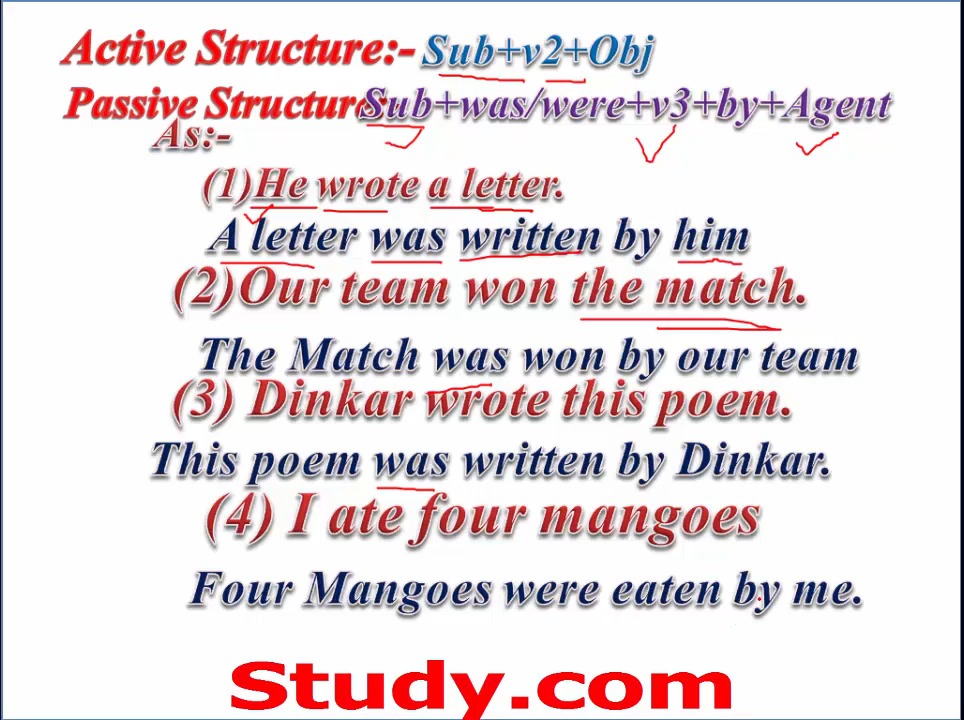 Active Structure:- Sub+v2+Obj
Passive Structure:- Sub+was/were+v3+by+Agent
As:-
(1)He wrote a letter.
A letter was written by him
(2)Our team won the match.
The Match was won by our team
(3) Dinkar wrote this poem.
This poem was written by Dinkar.
(4) I ate four mangoes
Four Mangoes were eaten by me.
Study.com